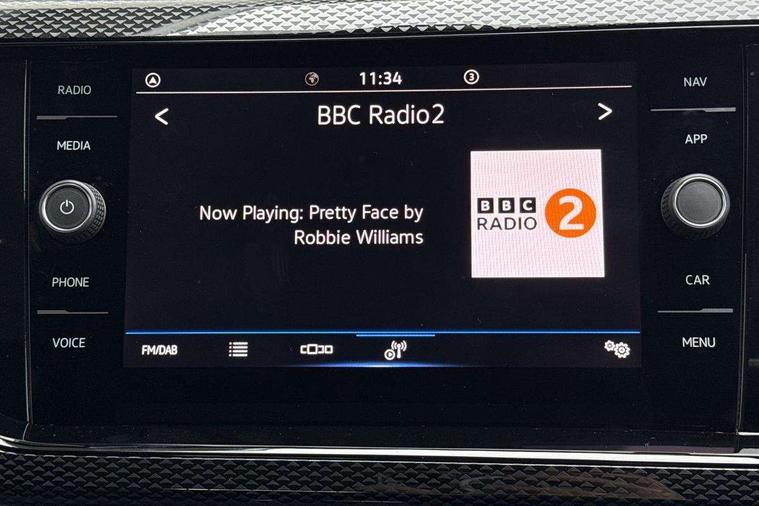 11:34
3
RADIO
MEDIA
PHONE
VOICE
< BBC Radio2 >
Now Playing: Pretty Face by
Robbie Williams
BBC
RADIO 2
FM/DAB
NAV
APP
CAR
MENU